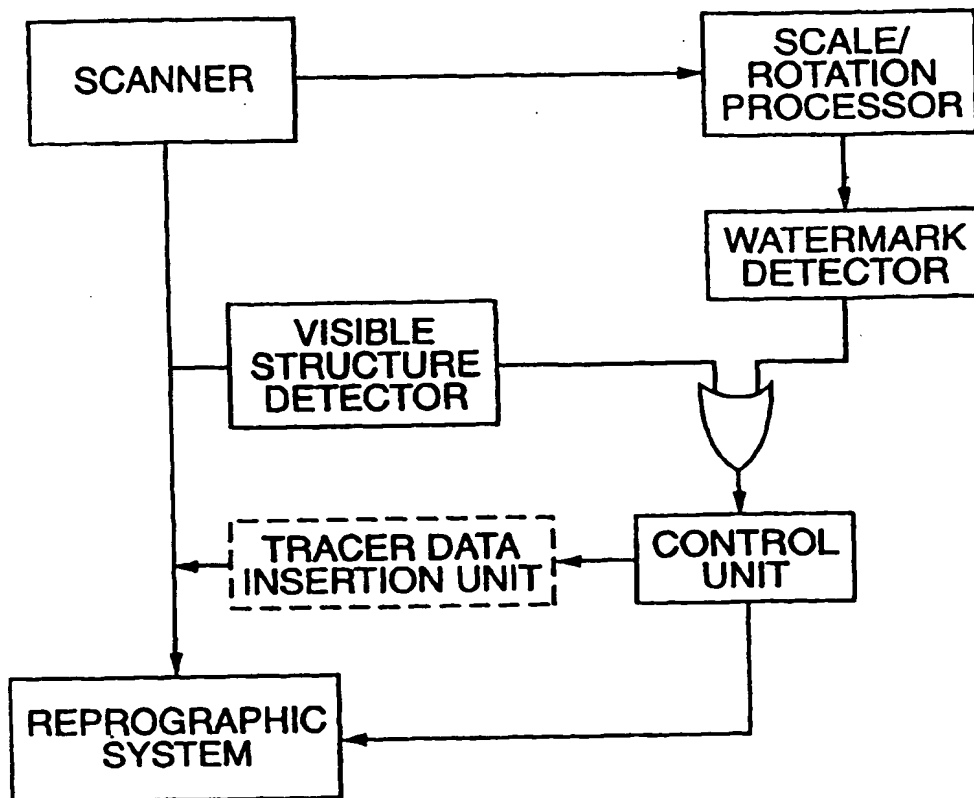 SCANNER
SCALE/
ROTATION
PROCESSOR
WATERMARK
DETECTOR
VISIBLE
STRUCTURE
DETECTOR
TRACER DATA
INSERTION UNIT
CONTROL
UNIT
REPROGRAPHIC
SYSTEM